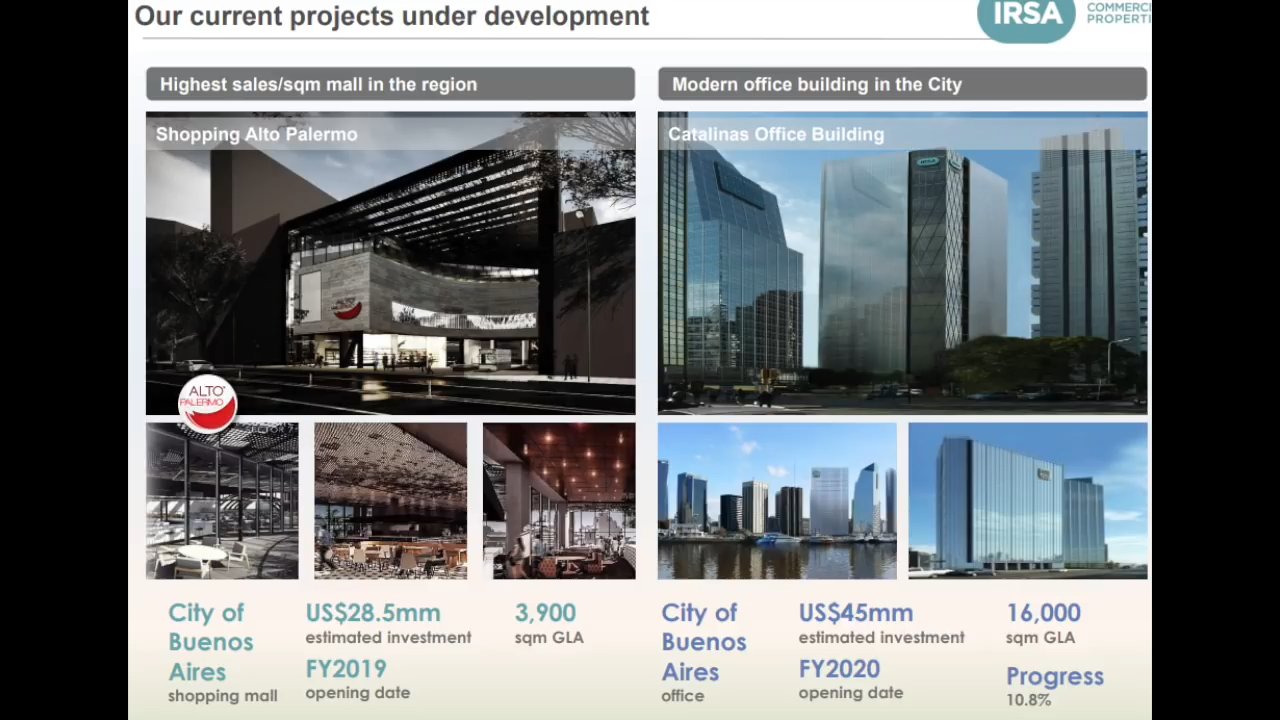 Our current projects under development
IRSA
COMMERCI
PROPERTI
Highest sales/sqm mall in the region
Shopping Alto Palermo
ALTO
PALERMO
City of
Buenos
Aires
shopping mall
US$28.5mm
estimated investment
FY2019
opening date
3,900
sqm GLA
Modern office building in the City
Catalinas Office Building
IRSA
City of
Buenos
Aires
office
US$45mm
estimated investment
FY2020
opening date
16,000
sqm GLA
Progress
10.8%